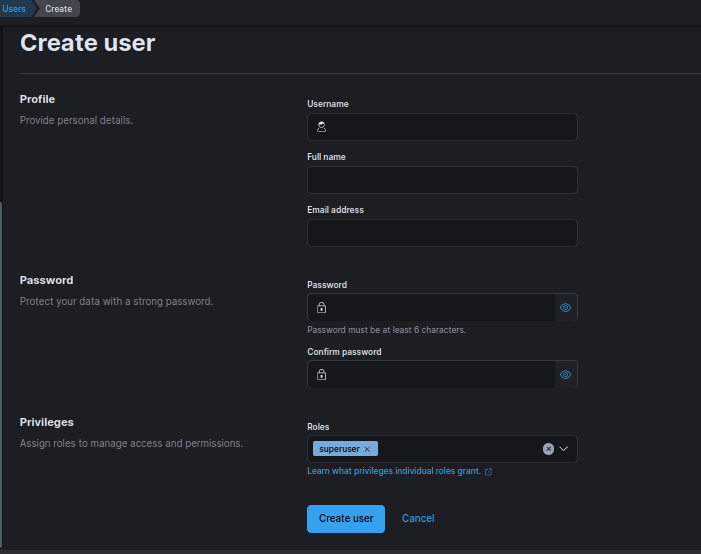 Users
Create
Create user
Profile
Provide personal details.
Username
Full name
Email address
Password
Protect your data with a strong password.
Password
Password must be at least 6 characters.
Confirm password
Privileges
Assign roles to manage access and permissions.
Roles
superuser
Learn what privileges individual roles grant.
Create user
Cancel